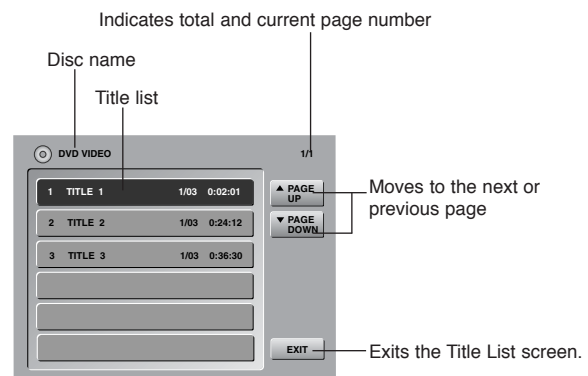 Indicates total and current page number
Disc name
Title list
DVD VIDEO 1/1
1 TITLE 1 1/03 0:02:01
2 TITLE 2 1/03 0:24:12
3 TITLE 3 1/03 0:36:30
▲ PAGE
UP
▼ PAGE
DOWN
Moves to the next or
previous page
EXIT
Exits the Title List screen.